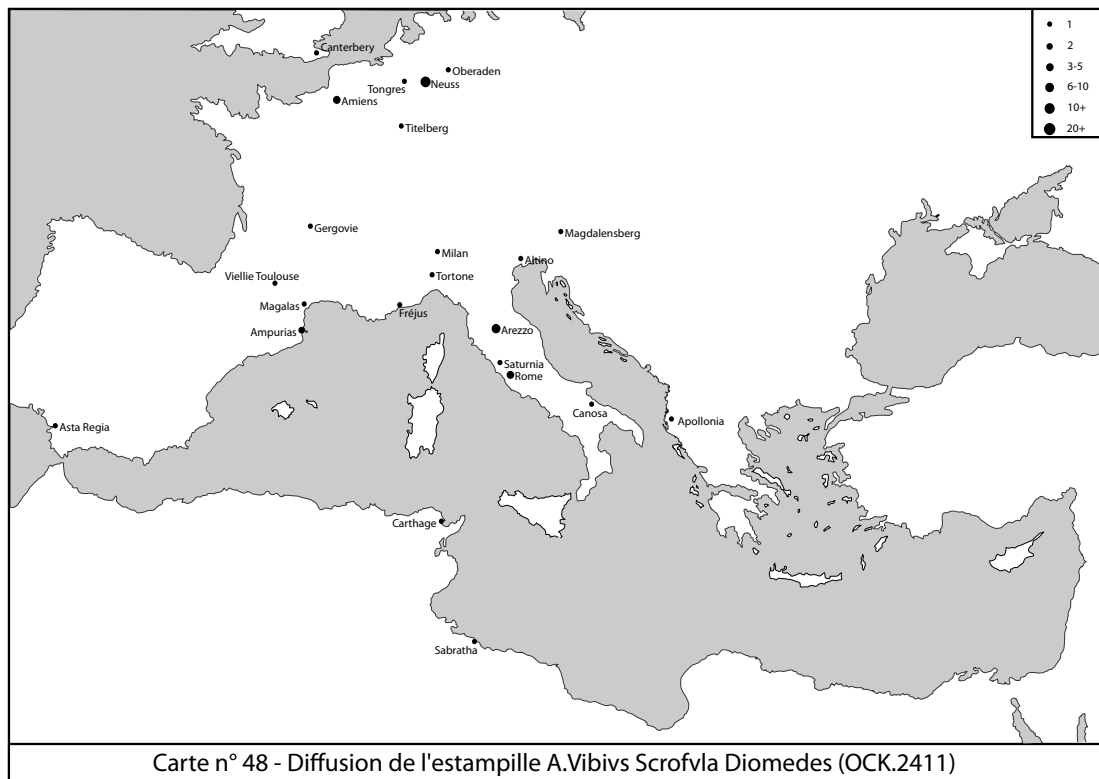 1
2
3-5
6-10
10+
20+
Canterbery
Oberaden
Tongres
Neuss
Amiens
Titelberg
Gergovie
Magdalensberg
Milan
Altino
Viellie Toulouse
Tortone
Magalas
Fréjus
Ampurias
Arezzo
Saturnia
Rome
Canosa
Apollonia
Asta Regia
Carthage
Sabratha
Carte n° 48 - Diffusion de l'estampille A.Vibivs Scrofvla Diomedes (OCK.2411)